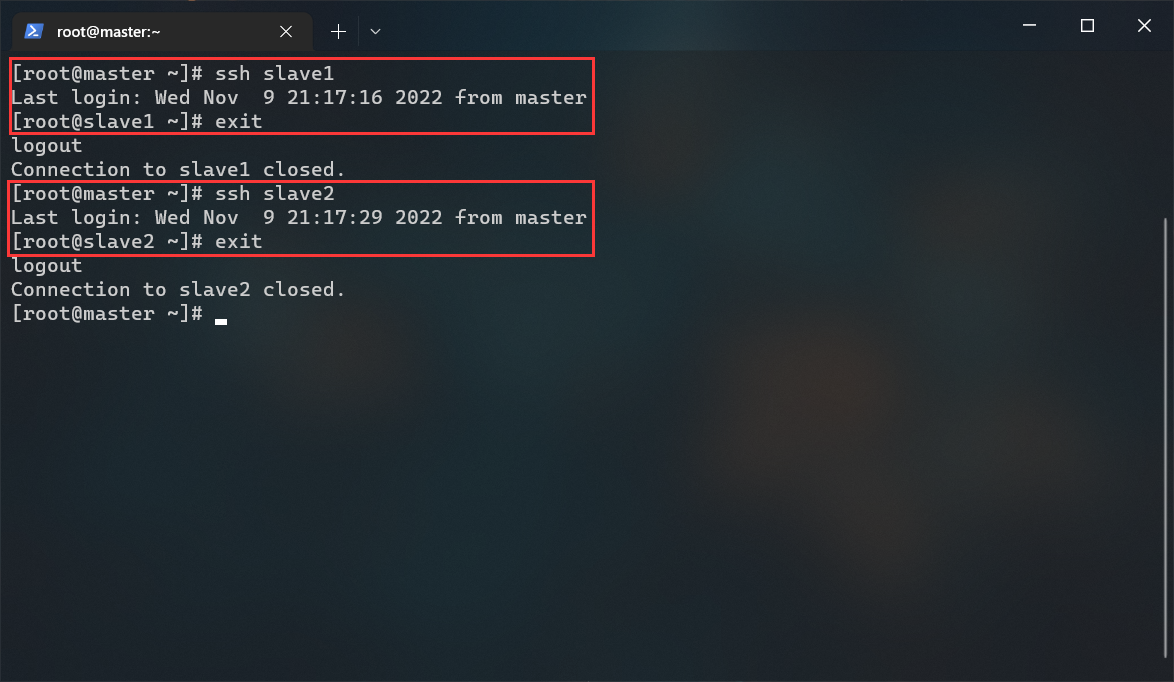 root@master:~
[root@master ~]# ssh slave1
Last login: Wed Nov  9 21:17:16 2022 from master
[root@slave1 ~]# exit
logout
Connection to slave1 closed.
[root@master ~]# ssh slave2
Last login: Wed Nov  9 21:17:29 2022 from master
[root@slave2 ~]# exit
logout
Connection to slave2 closed.
[root@master ~]#